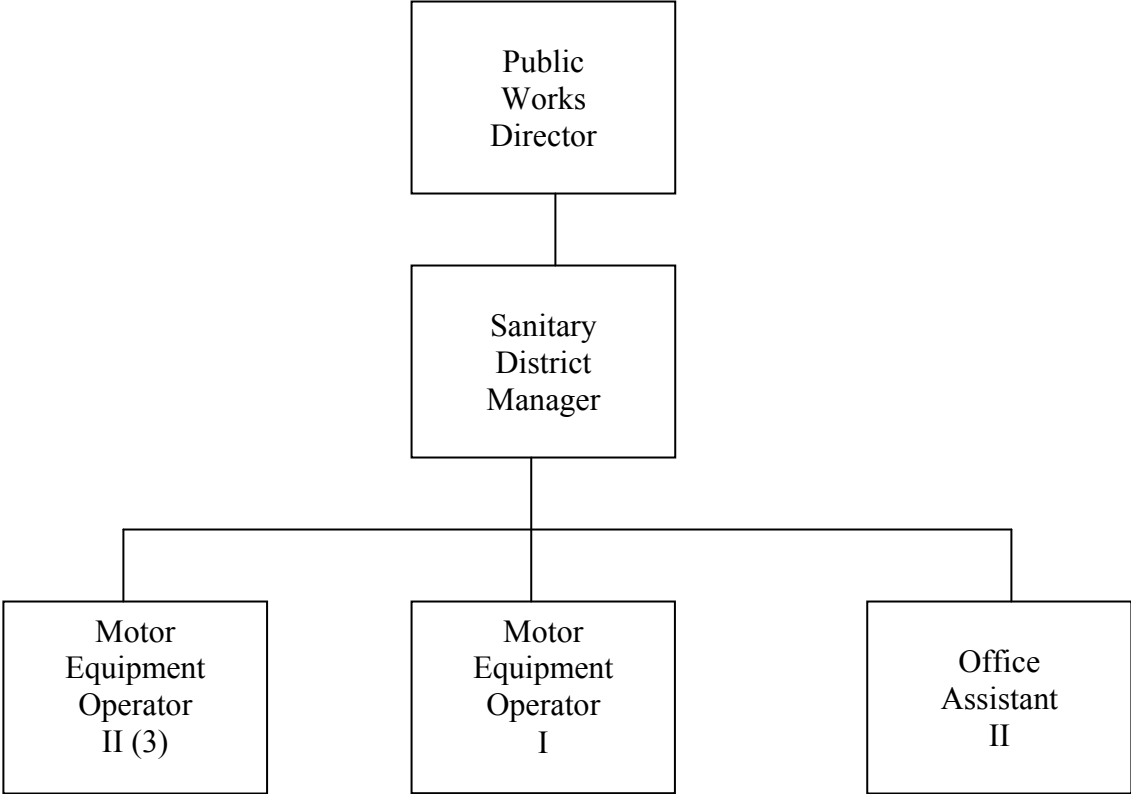 Public
Works
Director
Sanitary
District
Manager
Motor
Equipment
Operator
II (3)
Motor
Equipment
Operator
I
Office
Assistant
II